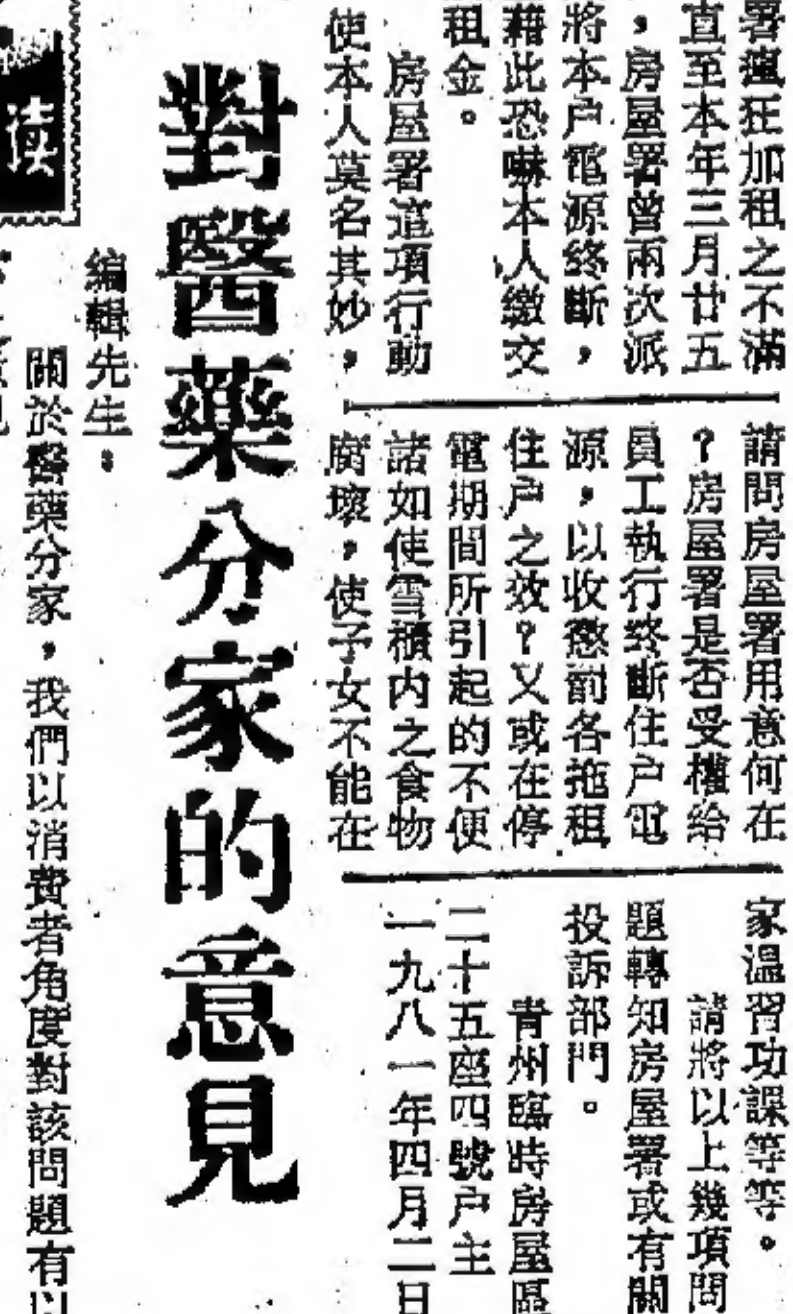 署瘋狂加租之不滿
直至本年三月廿五
，房屋署曾兩次派
將本户電源終斷，
藉此恐嚇本人繳交
租金。
房屋署這項行動
使本人莫名其妙，
請問房屋署用意何在
？房屋署是否受權給
員工執行終斷住户電
源，以收懲罰各拖租
住户之效？又或在停
電期間所引起的不便
諸如使雪櫃内之食物
腐壞，使子女不能在
家温習功課等等。
請將以上幾項問
題轉知房屋署或有關
投訴部門。
青州臨時房屋區
二十五座四號户主
一九八一年四月二日
對醫藥分家的意見
編輯先生：
關於醫藥分家，我們以消費者角度對該問題有以
讀